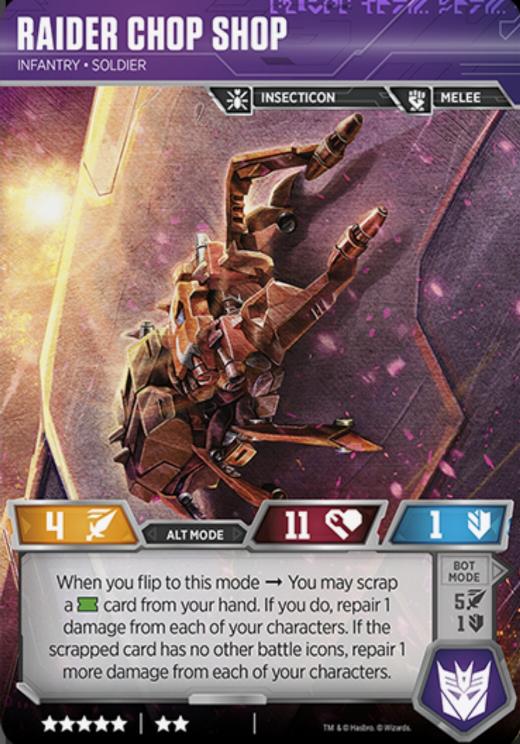 RAIDER CHOP SHOP
INFANTRY • SOLDIER
INSECTICON
MELEE
4
ALT MODE
11
1
When you flip to this mode → You may scrap
a card from your hand. If you do, repair 1
damage from each of your characters. If the
scrapped card has no other battle icons, repair 1
more damage from each of your characters.
BOT
MODE
5
1
★★★★★ | ★★ |
TM & © Hasbro. © Wizards.